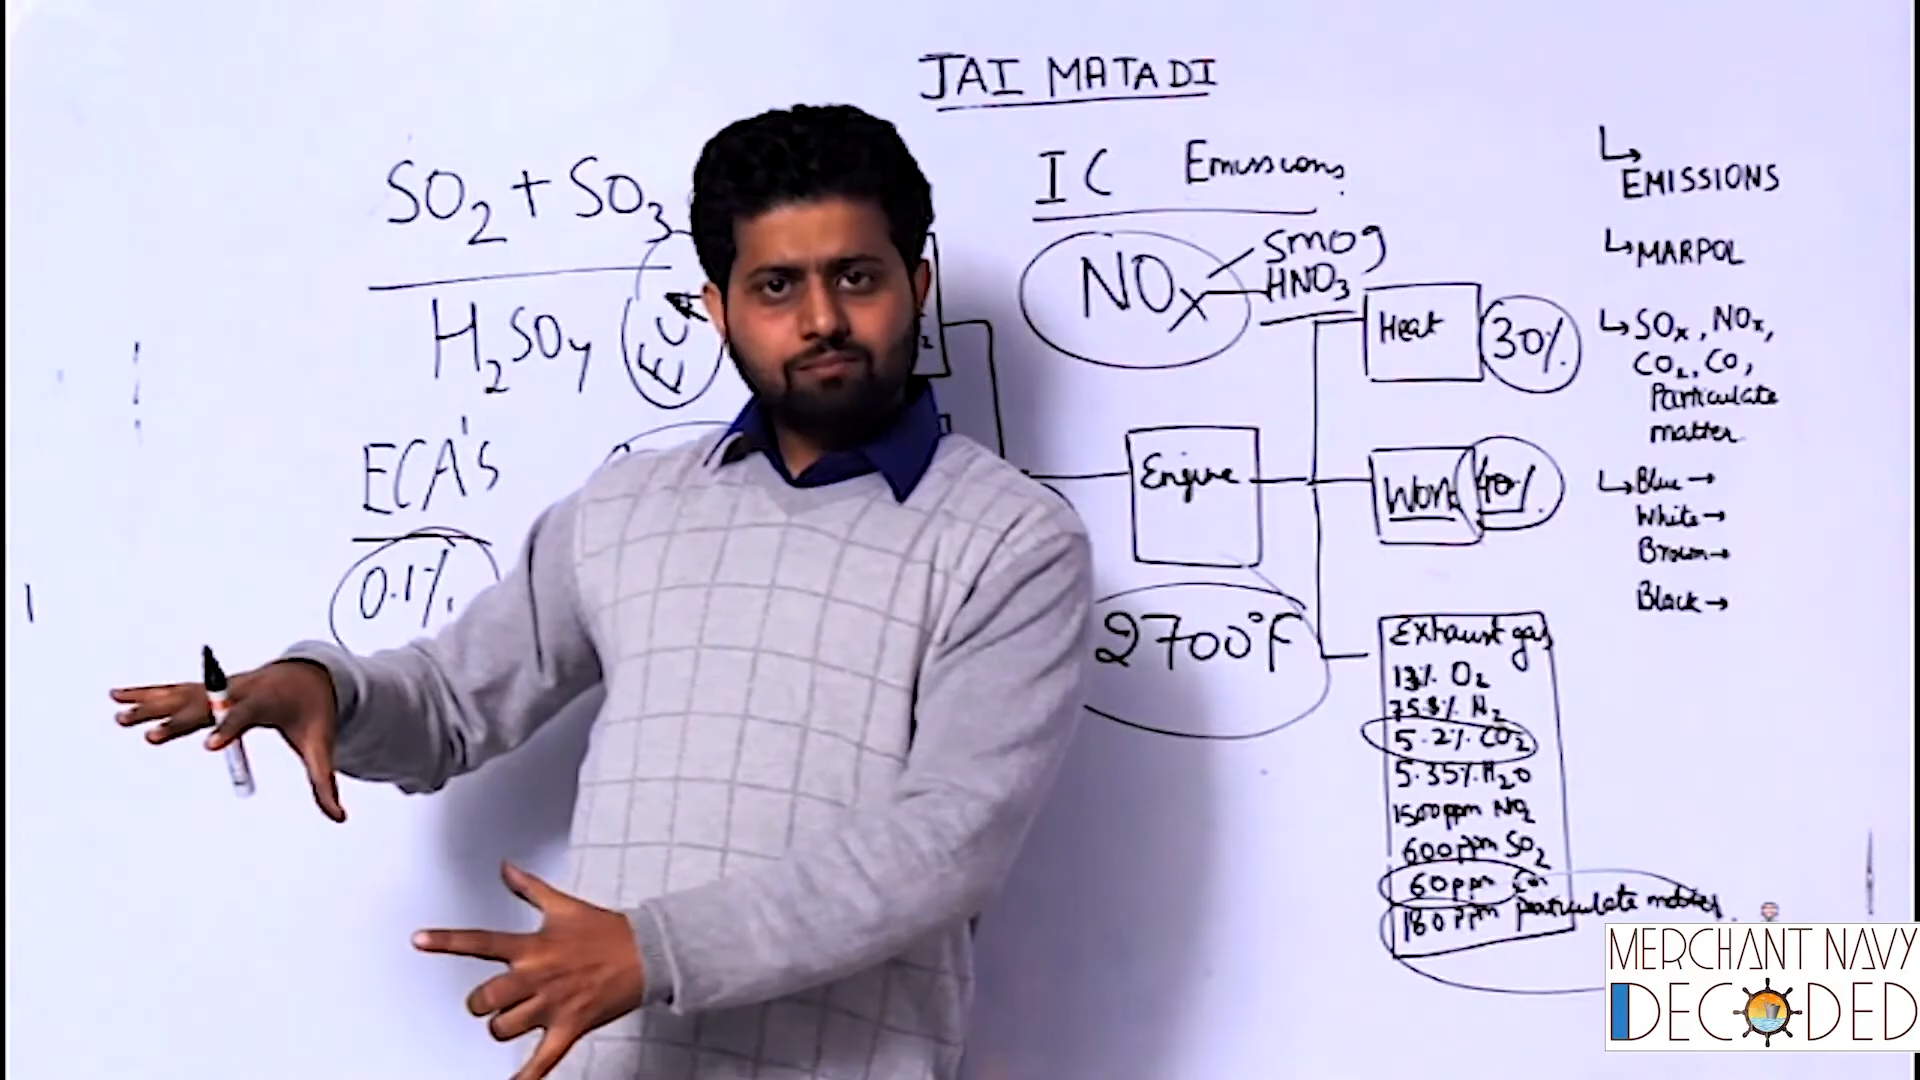 JAI MATA DI
SO2 + SO3
H2SO4
ECA's
0.1%
IC Emissions
NOx
Smog
HNO3
Heat
30%
Engine
Work
40%
2700°F
Exhaust gas
13% O2
75.8% N2
5.2% CO2
5.35% H2O
1500ppm NO2
600ppm SO2
60ppm Co
180ppm particulate matter
↳ EMISSIONS
↳ MARPOL
↳ SOx, NOx,
CO2, CO,
Particulate
matter
↳ Blue →
White →
Brown →
Black →
MERCHANT NAVY
DECODED